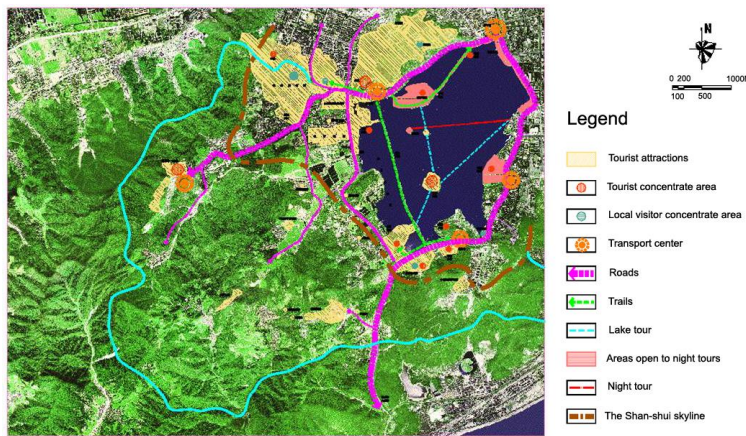 N
0 200 1000M
100 500
Legend
Tourist attractions
Tourist concentrate area
Local visitor concentrate area
Transport center
Roads
Trails
Lake tour
Areas open to night tours
Night tour
The Shan-shui skyline